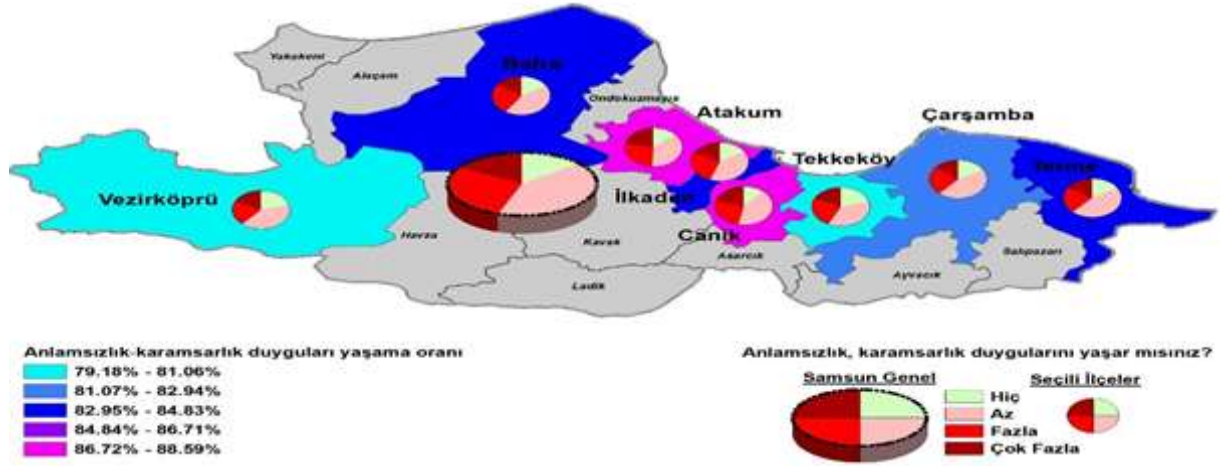 Yakakent
Alaçam
Bafra
Ondokuzmayıs
Atakum
Çarşamba
Tekkeköy
Terme
Vezirköprü
İlkadım
Canik
Havza
Kavak
Asarcık
Salıpazarı
Ayvacık
Ladik
Anlamsızlık-karamsarlık duyguları yaşama oranı
79.18% - 81.06%
81.07% - 82.94%
82.95% - 84.83%
84.84% - 86.71%
86.72% - 88.59%
Anlamsızlık, karamsarlık duygularını yaşar mısınız?
Samsun Genel
Seçili İlçeler
Hiç
Az
Fazla
Çok Fazla